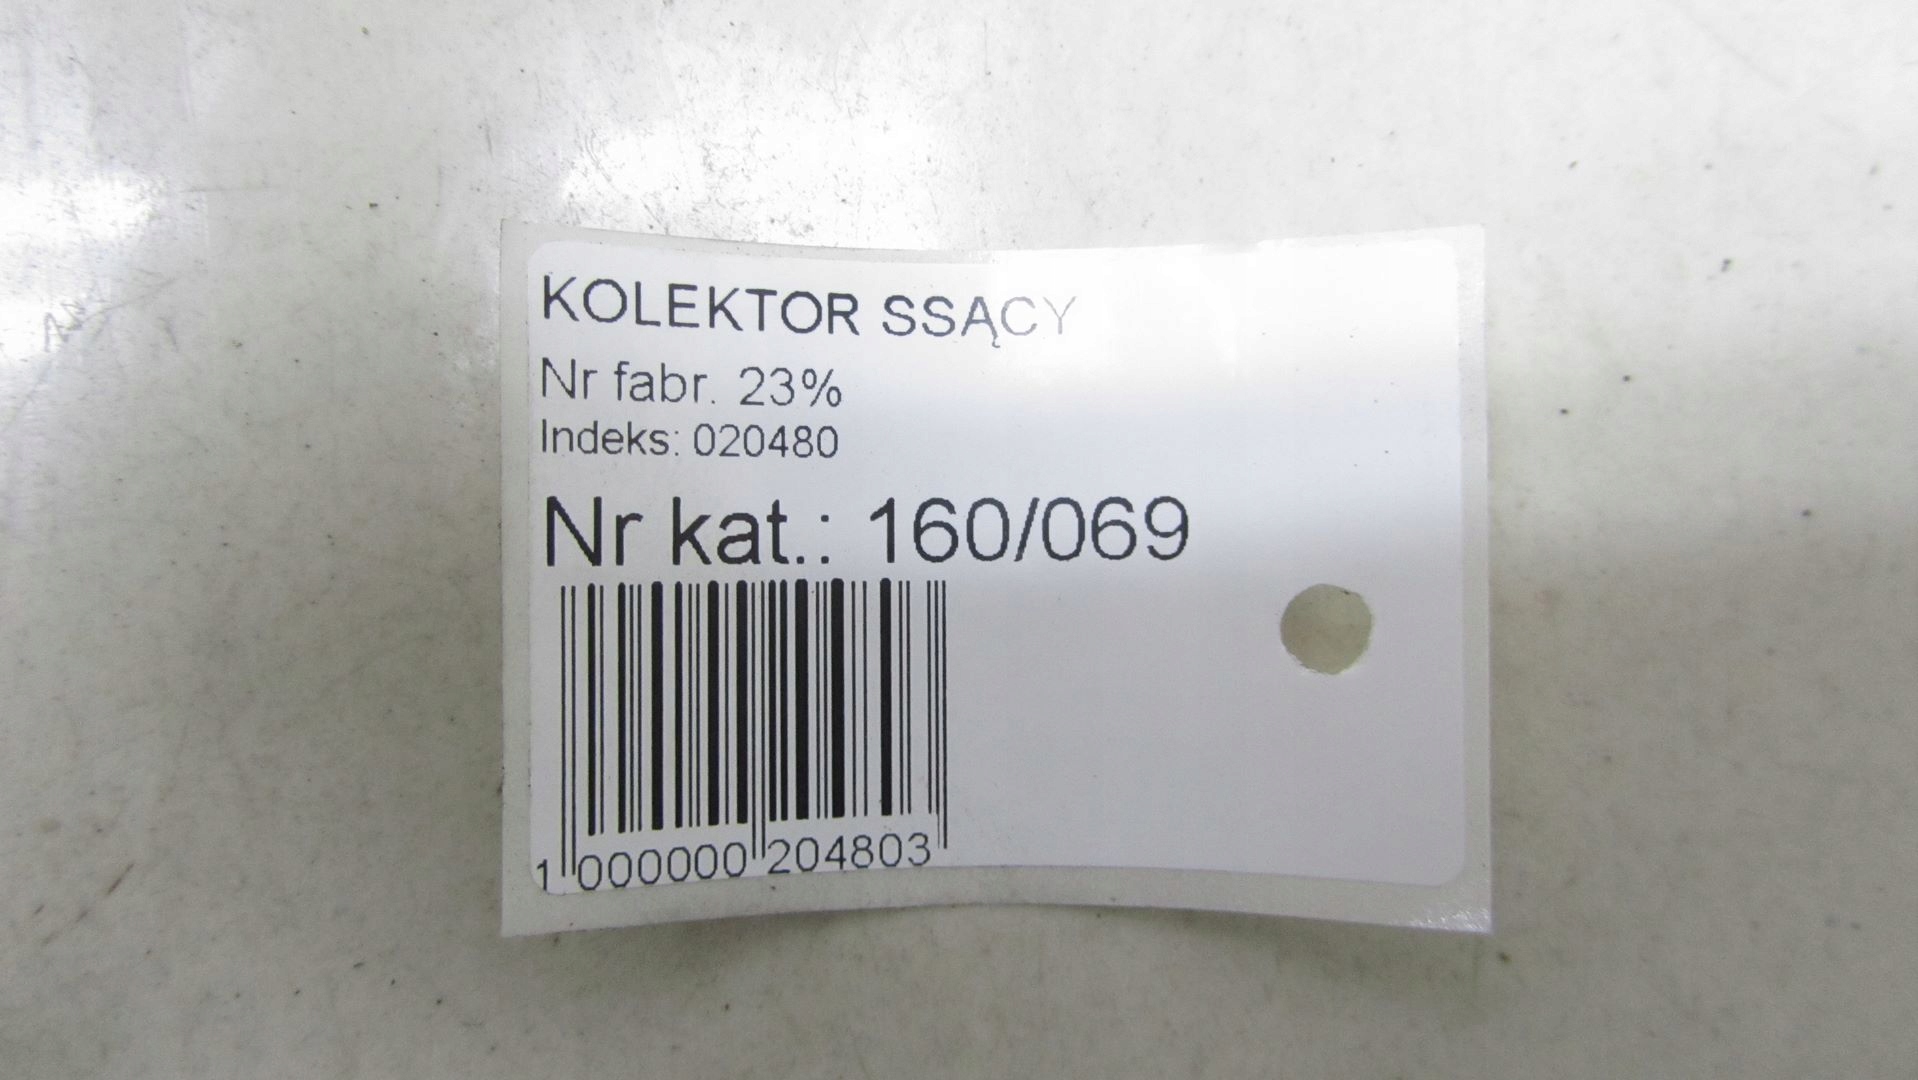 KOLEKTOR SSĄCY
Nr fabr. 23%
Indeks: 020480
Nr kat.: 160/069
1 000000 204803